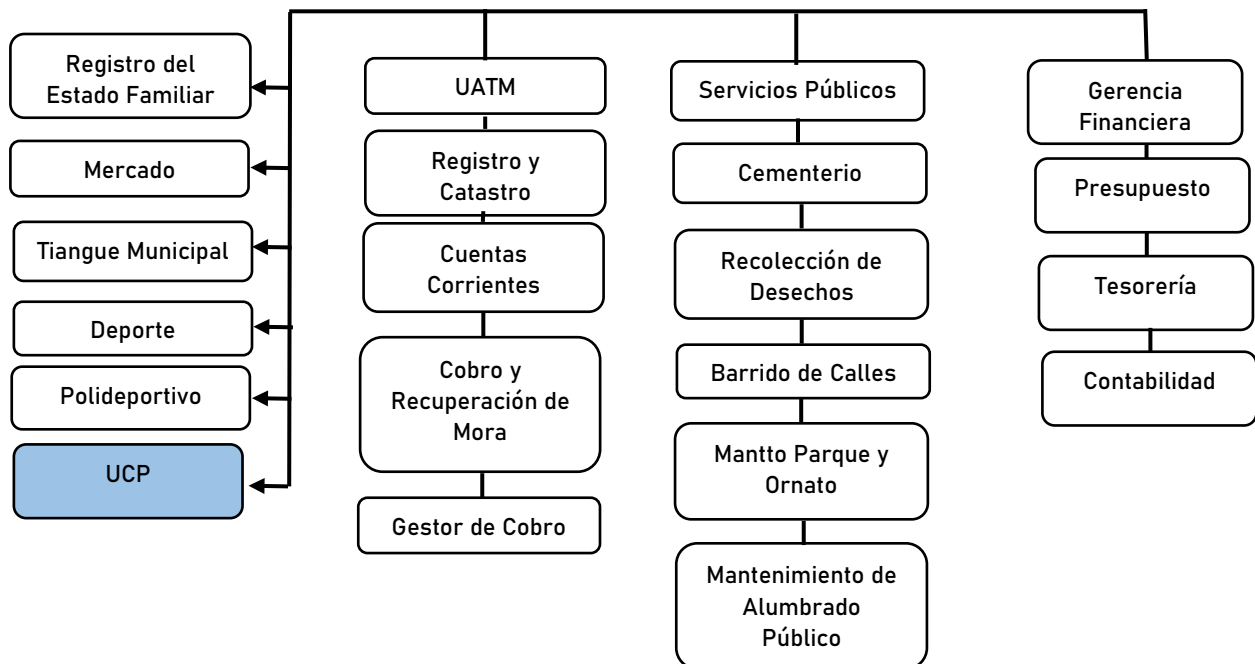 Registro del
Estado Familiar
Mercado
Tiangue Municipal
Deporte
Polideportivo
UCP
UATM
Registro y
Catastro
Cuentas
Corrientes
Cobro y
Recuperación de
Mora
Gestor de Cobro
Servicios Públicos
Cementerio
Recolección de
Desechos
Barrido de Calles
Mantto Parque y
Ornato
Mantenimiento de
Alumbrado
Público
Gerencia
Financiera
Presupuesto
Tesorería
Contabilidad